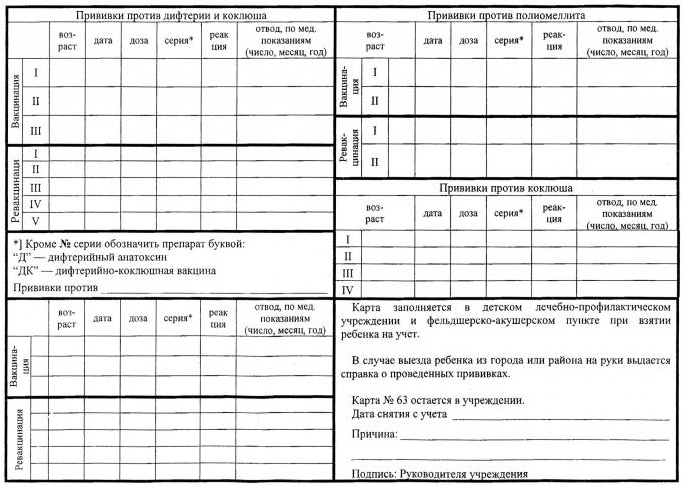 Прививки против дифтерии и коклюша
воз-
раст
дата
доза
серия*
реак
ция
отвод, по мед.
показаниям
(число, месяц, год)
Вакцинация
I
II
III
Ревакцинаци
I
II
III
IV
V
*] Кроме № серии обозначить препарат буквой:
“Д” — дифтерийный анатоксин
“ДК” — дифтерийно-коклюшная вакцина
Прививки против
воз-
раст
дата
доза
серия*
реак
ция
отвод, по мед.
показаниям
(число, месяц, год)
Вакцина-
ция
Ревакцинация
Прививки против полиомеллита
воз-
раст
дата
доза
серия*
реак-
ция
отвод, по мед.
показаниям
(число, месяц, год)
Вакцина-
ция
I
II
Ревак-
цинация
I
II
Прививки против коклюша
воз-
раст
дата
доза
серия*
реак-
ция
отвод, по мед.
показаниям
(число, месяц, год)
I
II
III
IV
Карта заполняется в детском лечебно-профилактическом
учреждении и фельдшерско-акушерском пункте при взятии
ребенка на учет.
В случае выезда ребенка из города или района на руки выдается
справка о проведенных прививках.
Карта № 63 остается в учреждении.
Дата снятия с учета
Причина:
Подпись: Руководителя учреждения